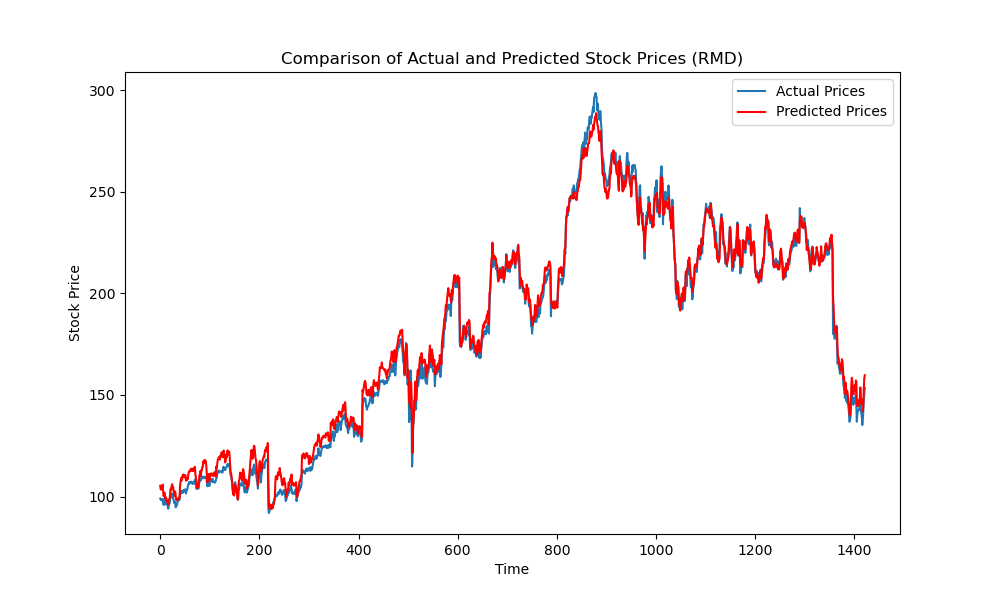 Comparison of Actual and Predicted Stock Prices (RMD)
Actual Prices
Predicted Prices
Stock Price
300
250
200
150
100
0 200 400 600 800 1000 1200 1400
Time